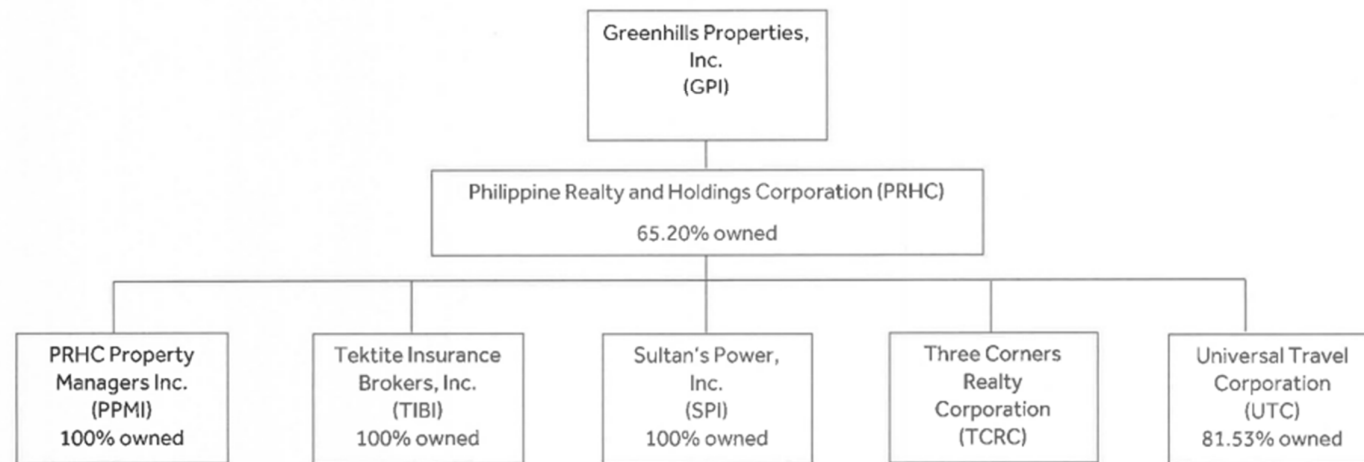 Greenhills Properties,
Inc.
(GPI)
Philippine Realty and Holdings Corporation (PRHC)
65.20% owned
PRHC Property
Managers Inc.
(PPMI)
100% owned
Tektite Insurance
Brokers, Inc.
(TIBI)
100% owned
Sultan's Power,
Inc.
(SPI)
100% owned
Three Corners
Realty
Corporation
(TCRC)
Universal Travel
Corporation
(UTC)
81.53% owned